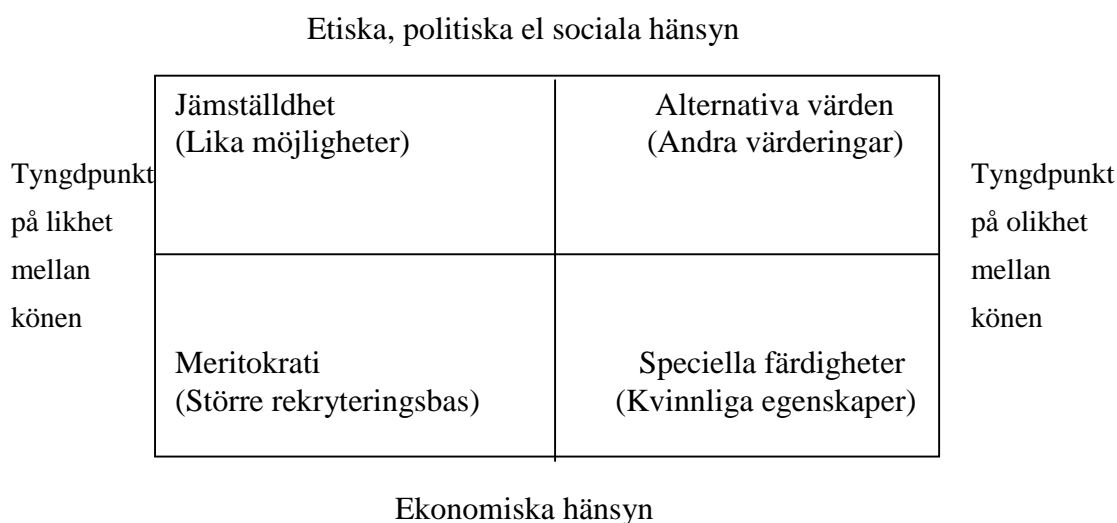 Etiska, politiska el sociala hänsyn
Jämställdhet
(Lika möjligheter)
Alternativa värden
(Andra värderingar)
Tyngdpunkt
på likhet
mellan
könen
Tyngdpunkt
på olikhet
mellan
könen
Meritokrati
(Större rekryteringsbas)
Speciella färdigheter
(Kvinnliga egenskaper)
Ekonomiska hänsyn